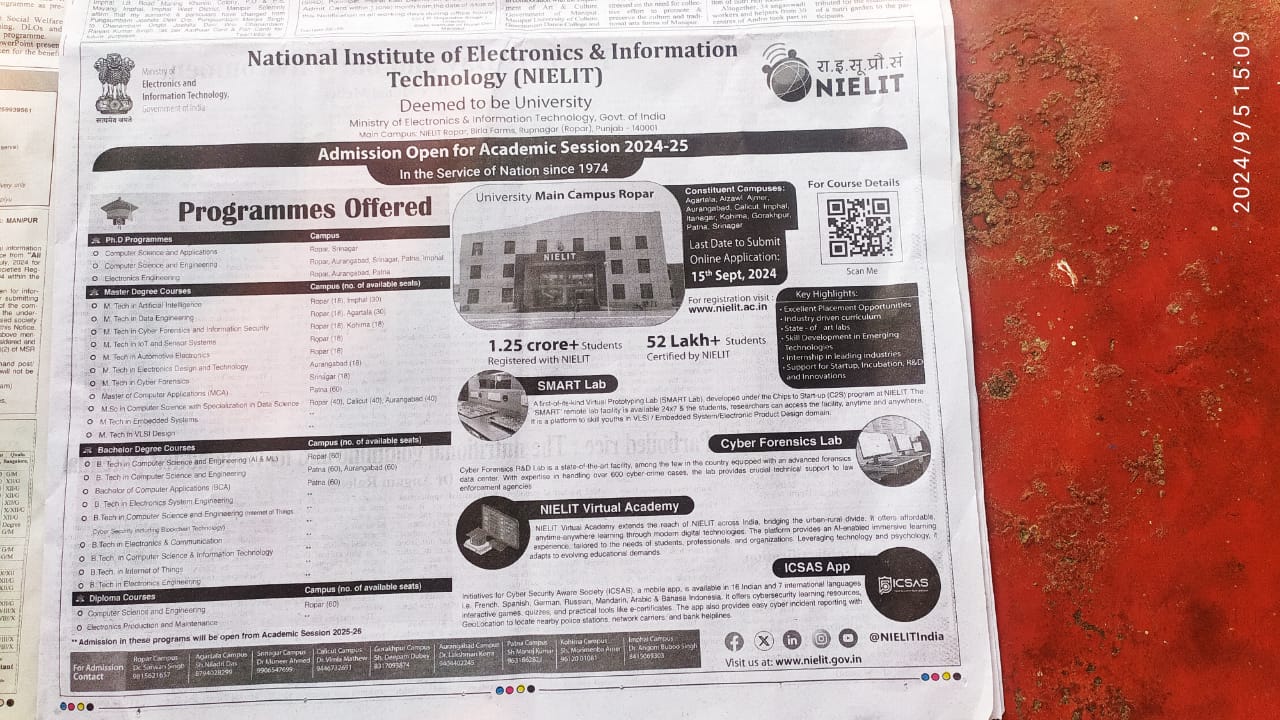 National Institute of Electronics & Information
Technology (NIELIT)
Deemed to be University
Ministry of Electronics & Information Technology, Govt. of India
Main Campus: NIELIT Ropar, Birla Farms, Rupnagar (Ropar), Punjab - 140001
Ministry of
Electronics and
Information Technology,
Government of India
सत्यमेव जयते
रा.इ.सू.प्रौ.सं
NIELIT
Admission Open for Academic Session 2024-25
In the Service of Nation since 1974
Programmes Offered
Ph.D Programmes Campus
Computer Science and Applications Ropar, Srinagar
Computer Science and Engineering Ropar, Aurangabad, Srinagar, Patna, Imphal
Electronics Engineering Ropar, Aurangabad, Patna
Master Degree Courses Campus (no. of available seats)
M. Tech in Artificial Intelligence Ropar (18), Imphal (30)
M. Tech in Data Engineering Ropar (18), Agartala (30)
M. Tech in Cyber Forensics and Information Security Ropar (18), Kohima (18)
M. Tech in IoT and Sensor Systems Ropar (18)
M. Tech in Automotive Electronics Ropar (18)
M. Tech in Electronics Design and Technology Aurangabad (18)
M. Tech in Cyber Forensics Srinagar (18)
Master of Computer Applications (MCA) Patna (60)
M.Sc in Computer Science with Specialization in Data Science Ropar (40), Calicut (40), Aurangabad (40)
M. Tech in Embedded Systems **
M. Tech in VLSI Design **
Bachelor Degree Courses Campus (no. of available seats)
B. Tech in Computer Science and Engineering (AI & ML) Ropar (60)
B. Tech in Computer Science and Engineering Patna (60), Aurangabad (60)
Bachelor of Computer Applications (BCA) Patna (60)
B. Tech in Electronics System Engineering **
B.Tech in Computer Science and Engineering (Internet of Things **
Cyber Security including Blockchain Technology)
B.Tech in Electronics & Communication **
B. Tech. in Computer Science & Information Technology **
B.Tech. in Internet of Things **
B. Tech in Electronics Engineering **
Diploma Courses Campus (no. of available seats)
Computer Science and Engineering Ropar (60)
Electronics Production and Maintenance **
**Admission in these programmes will be open from Academic Session 2025-26
University Main Campus Ropar
NIELIT
Constituent Campuses:
Agartala, Aizawl, Ajmer,
Aurangabad, Calicut, Imphal,
Itanagar, Kohima, Gorakhpur,
Patna, Srinagar
Last Date to Submit
Online Application:
15th Sept, 2024
For registration visit :
www.nielit.ac.in
For Course Details
Scan Me
Key Highlights:
• Excellent Placement Opportunities
• Industry driven curriculum
• State - of - art labs
• Skill Development in Emerging
Technologies
• Internship in leading industries
• Support for Startup, Incubation, R&D
and Innovations
1.25 crore+ Students
Registered with NIELIT
52 Lakh+ Students
Certified by NIELIT
SMART Lab
A first-of-its-kind Virtual Prototyping Lab (SMART Lab), developed under the Chips to Start-up (C2S) program at NIELIT. The
'SMART' remote lab facility is available 24x7 & the students, researchers can access the facility, anytime and anywhere.
It is a platform to skill youths in VLSI / Embedded System/Electronic Product Design domain.
Cyber Forensics Lab
Cyber Forensics R&D Lab is a state-of-the-art facility, among the few in the country equipped with an advanced forensics
data center. With expertise in handling over 600 cyber-crime cases, the lab provides crucial technical support to law
enforcement agencies
NIELIT Virtual Academy
NIELIT Virtual Academy extends the reach of NIELIT across India, bridging the urban-rural divide. It offers affordable,
anytime-anywhere learning through modern digital technologies. The platform provides an AI-enabled immersive learning
experience, tailored to the needs of students, professionals, and organizations. Leveraging technology and psychology, it
adapts to evolving educational demands.
ICSAS App
Initiatives for Cyber Security Aware Society (ICSAS), a mobile app, is available in 16 Indian and 7 international languages
i.e. French, Spanish, German, Russian, Mandarin, Arabic & Bahasa Indonesia. It offers cybersecurity learning resources,
interactive games, quizzes, and practical tools like e-certificates. The app also provides easy cyber incident reporting with
GeoLocation to locate nearby police stations, network carriers, and bank helplines.
ICSAS
For Admission
Contact
Ropar Campus
Dr. Sarwan Singh
9815621657
Agartala Campus
Sh. Niladri Das
8794028299
Srinagar Campus
Dr Muneer Ahmed
9906547699
Calicut Campus
Gorakhpur Campus
Sh. Deepam Dubey
8317093874
Aurangabad Campus
Dr. Lakshman Korra
Patna Campus
Sh Manoj Kumar
Kohima Campus
Imphal Campus
8415069303
@NIELITIndia
Visit us at: www.nielit.gov.in
2024/9/5 15:09